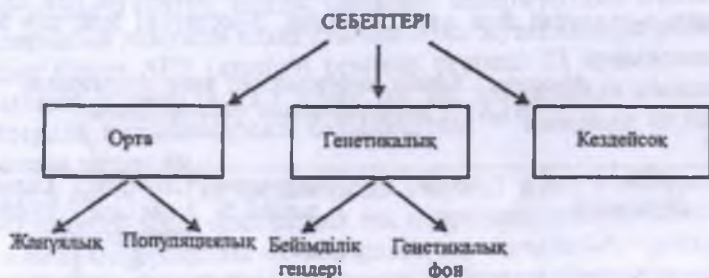 СЕБЕПТЕРІ
Орта
Генетикалық
Кездейсоқ
Жанұялық
Популяциялық
Бейімділік
гендері
Генетикалық
фон